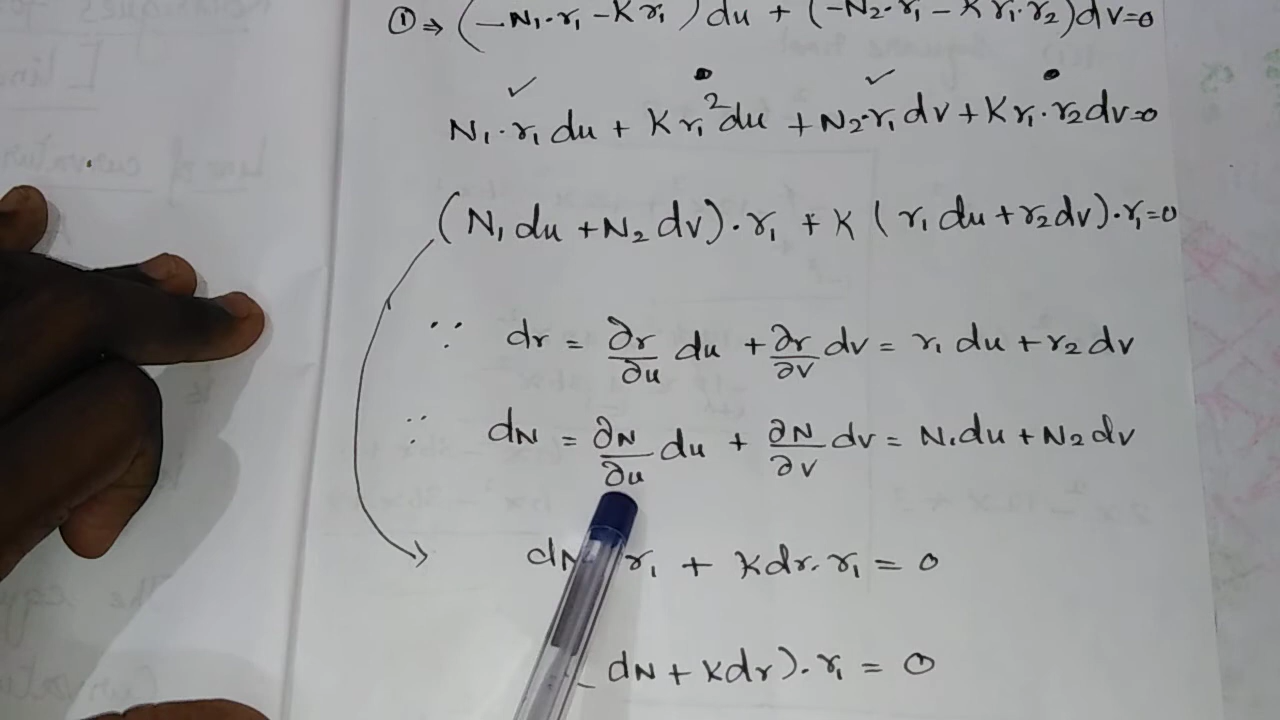 ① ⇒ (-N₁·r₁ - K r₁ ) du + (-N₂·r₁ - K r₁·r₂) dv = 0
N₁·r₁ du + K r₁² du + N₂·r₁ dv + K r₁·r₂ dv = 0
(N₁ du + N₂ dv)·r₁ + K ( r₁ du + r₂ dv)·r₁ = 0
∵ dr = ∂r/∂u du + ∂r/∂v dv = r₁ du + r₂ dv
∵ dN = ∂N/∂u du + ∂N/∂v dv = N₁ du + N₂ dv
dN r₁ + K dr·r₁ = 0
dN + K dr)·r₁ = 0